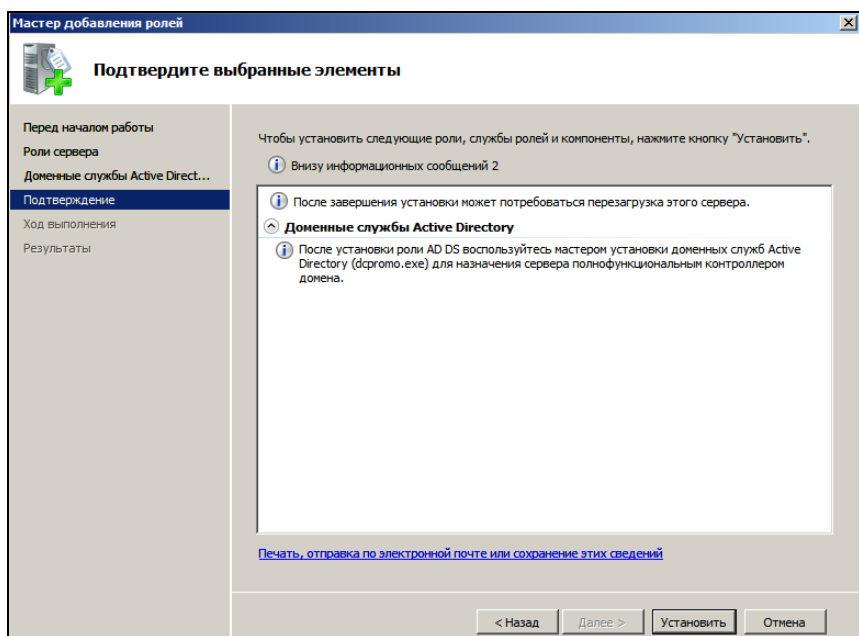 Мастер добавления ролей
Подтвердите выбранные элементы
Перед началом работы
Роли сервера
Доменные службы Active Direct...
Подтверждение
Ход выполнения
Результаты
Чтобы установить следующие роли, службы ролей и компоненты, нажмите кнопку "Установить".
Внизу информационных сообщений 2
После завершения установки может потребоваться перезагрузка этого сервера.
Доменные службы Active Directory
После установки роли AD DS воспользуйтесь мастером установки доменных служб Active
Directory (dcpromo.exe) для назначения сервера полнофункциональным контроллером
домена.
Печать, отправка по электронной почте или сохранение этих сведений
< Назад Далее > Установить Отмена